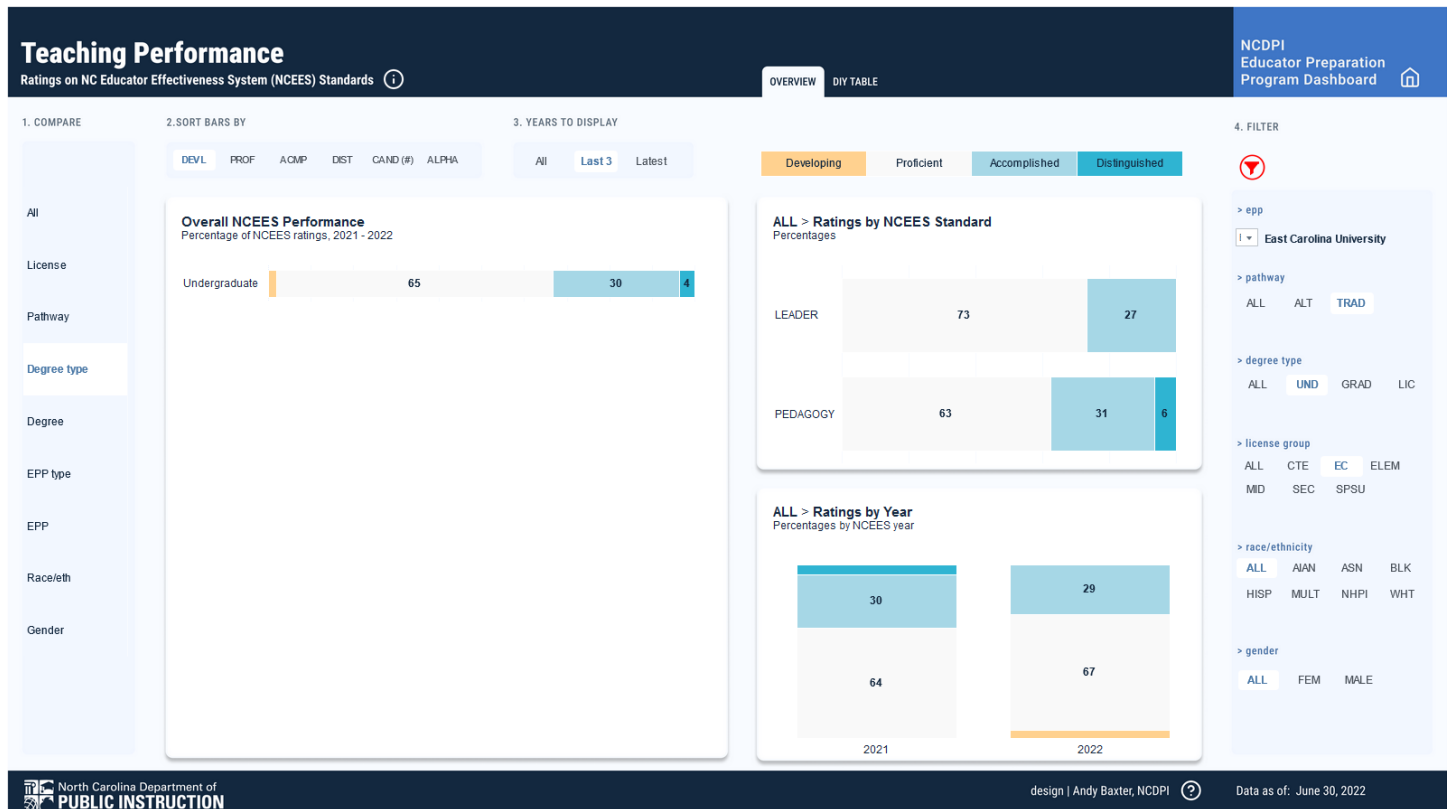 Teaching Performance
Ratings on NC Educator Effectiveness System (NCEES) Standards
OVERVIEW DIY TABLE
NCDPI
Educator Preparation
Program Dashboard
1. COMPARE
All
License
Pathway
Degree type
Degree
EPP type
EPP
Race/eth
Gender
2.SORT BARS BY
DEVL PROF ACMP DIST CAND (#) ALPHA
3. YEARS TO DISPLAY
All Last 3 Latest
Developing Proficient Accomplished Distinguished
Overall NCEES Performance
Percentage of NCEES ratings, 2021 - 2022
Undergraduate 65 30 4
ALL > Ratings by NCEES Standard
Percentages
LEADER 73 27
PEDAGOGY 63 31 6
ALL > Ratings by Year
Percentages by NCEES year
30 29
64 67
2021 2022
4. FILTER
> epp
East Carolina University
> pathway
ALL ALT TRAD
> degree type
ALL UND GRAD LIC
> license group
ALL CTE EC ELEM
MID SEC SPSU
> race/ethnicity
ALL AIAN ASN BLK
HISP MULT NHPI WHT
> gender
ALL FEM MALE
North Carolina Department of
PUBLIC INSTRUCTION
design | Andy Baxter, NCDPI ?
Data as of: June 30, 2022